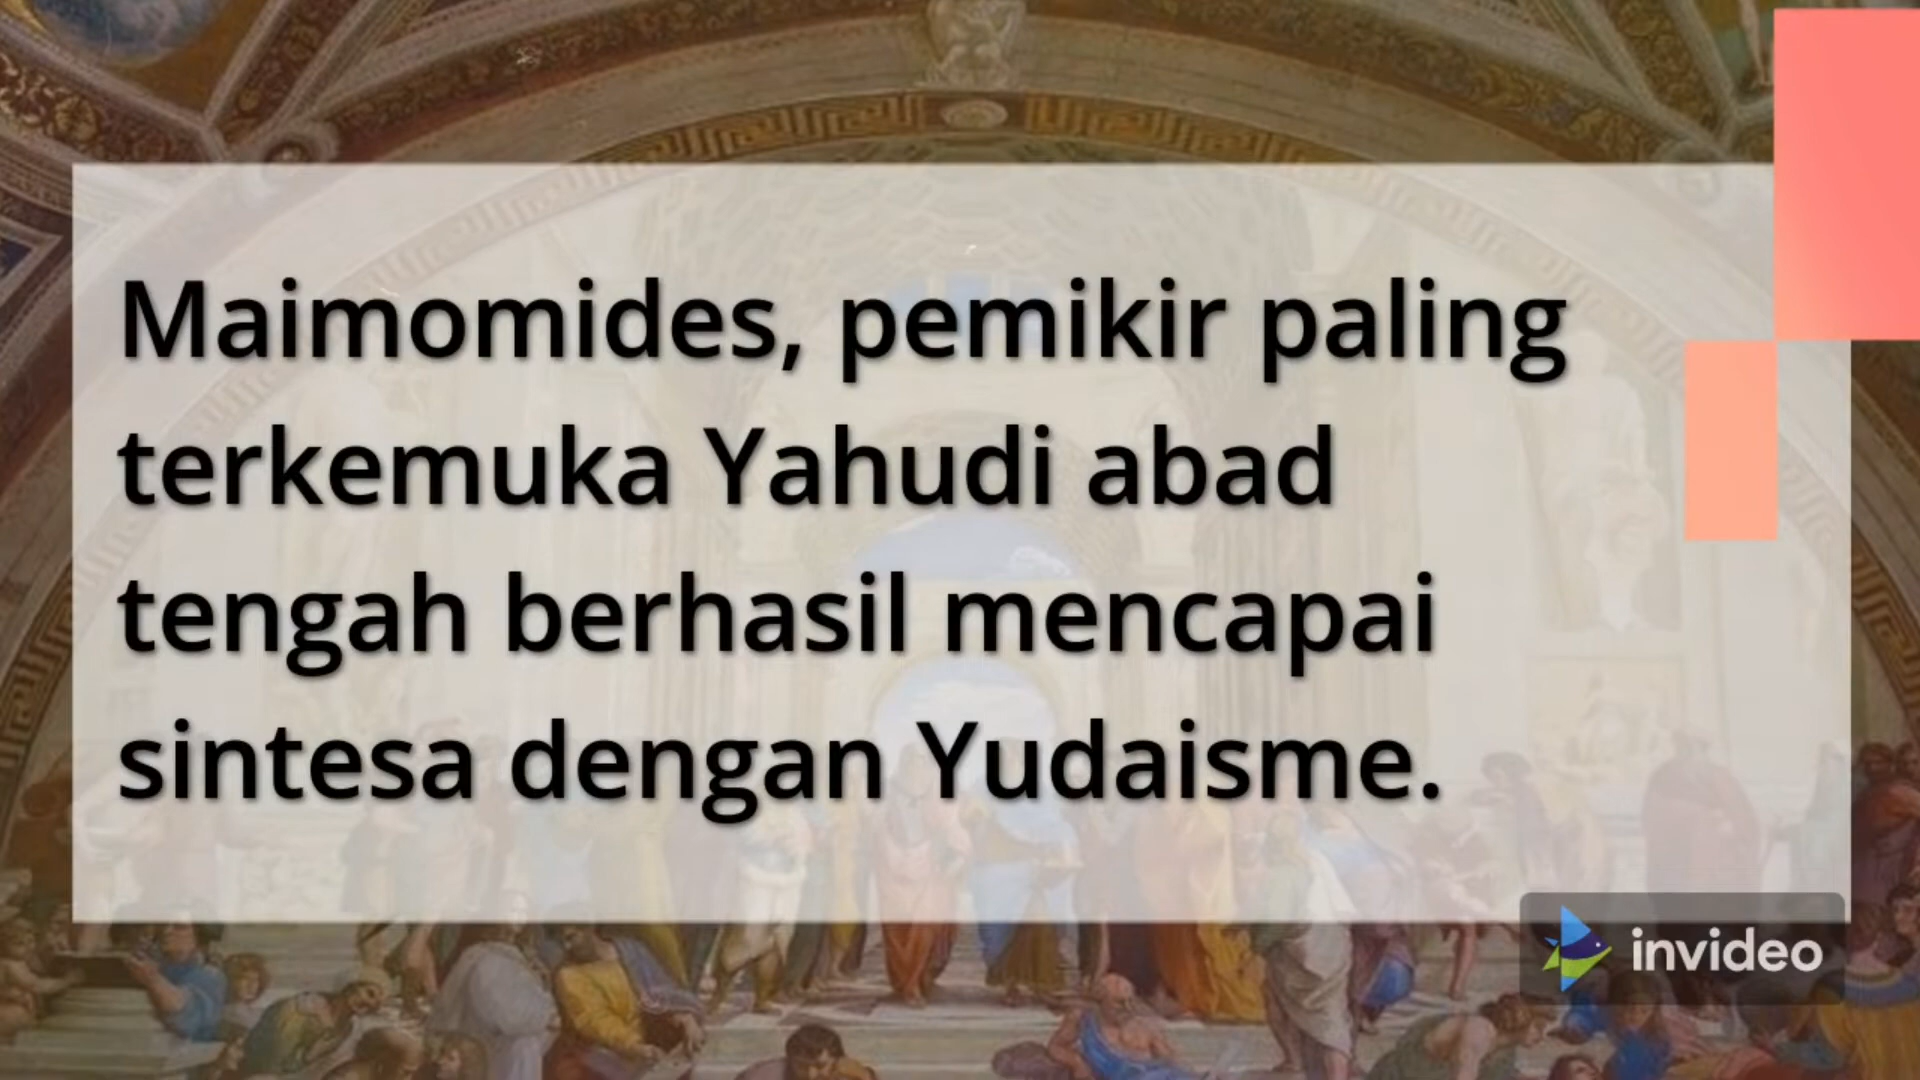 Maimomides, pemikir paling
terkemuka Yahudi abad
tengah berhasil mencapai
sintesa dengan Yudaisme.
invideo